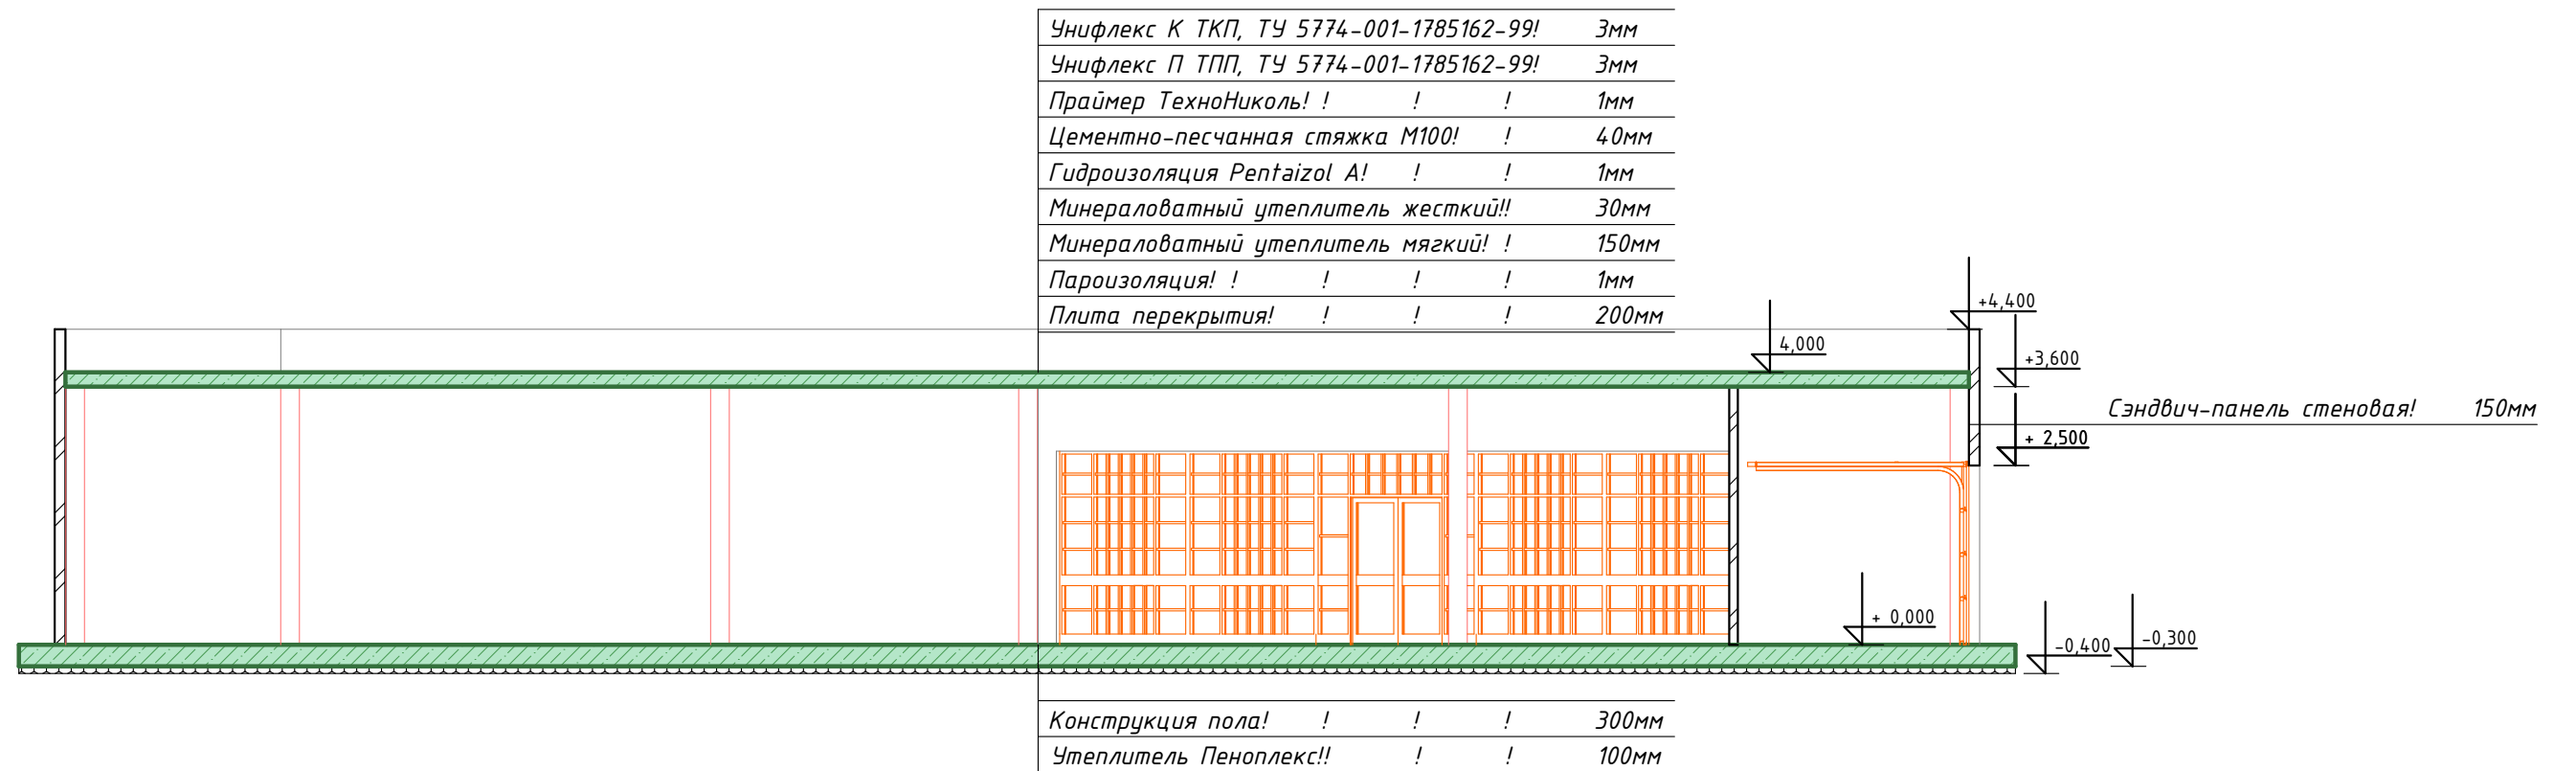 Унифлекс К ТКП, ТУ 5774-001-1785162-99! 3мм
Унифлекс П ТПП, ТУ 5774-001-1785162-99! 3мм
Праймер ТехноНиколь! ! ! ! 1мм
Цементно-песчанная стяжка М100! ! 40мм
Гидроизоляция Pentaizol A! ! ! 1мм
Минераловатный утеплитель жесткий!! 30мм
Минераловатный утеплитель мягкий! ! 150мм
Пароизоляция! ! ! ! ! 1мм
Плита перекрытия! ! ! ! 200мм
+4,400
4,000
+3,600
Сэндвич-панель стеновая! 150мм
+ 2,500
+ 0,000
-0,400
-0,300
Конструкция пола! ! ! ! 300мм
Утеплитель Пеноплекс!! ! ! 100мм